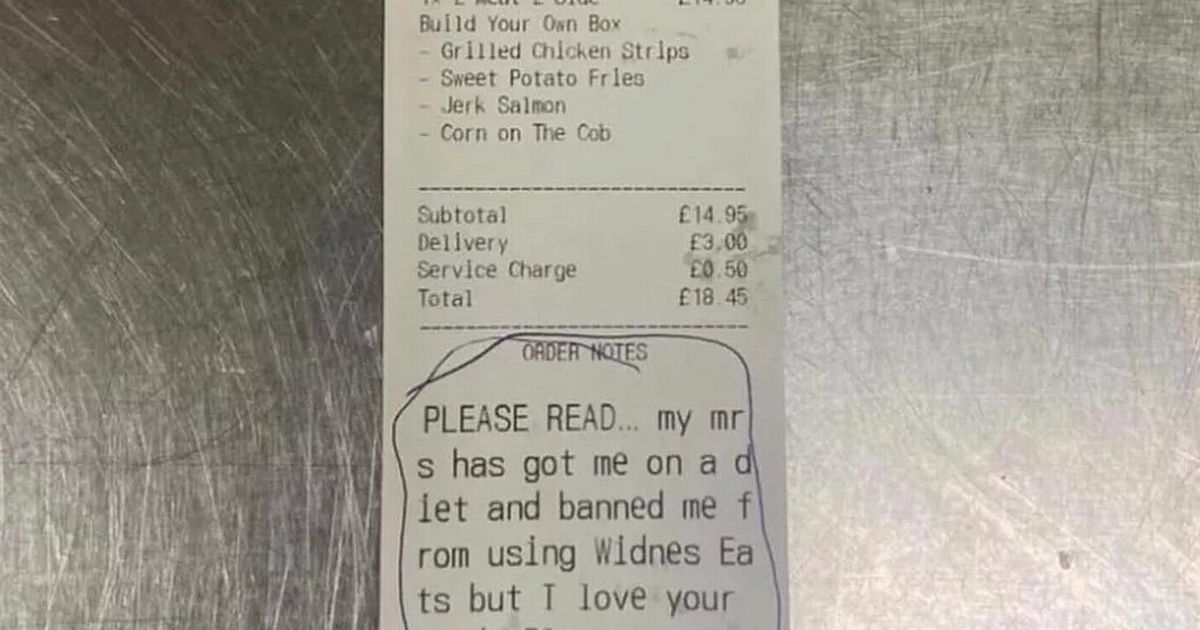 Build Your Own Box
- Grilled Chicken Strips
- Sweet Potato Fries
- Jerk Salmon
- Corn on The Cob
Subtotal £14.95
Delivery £3.00
Service Charge £0.50
Total £18.45
ORDER NOTES
PLEASE READ... my mr
s has got me on a d
iet and banned me f
rom using Widnes Ea
ts but I love your